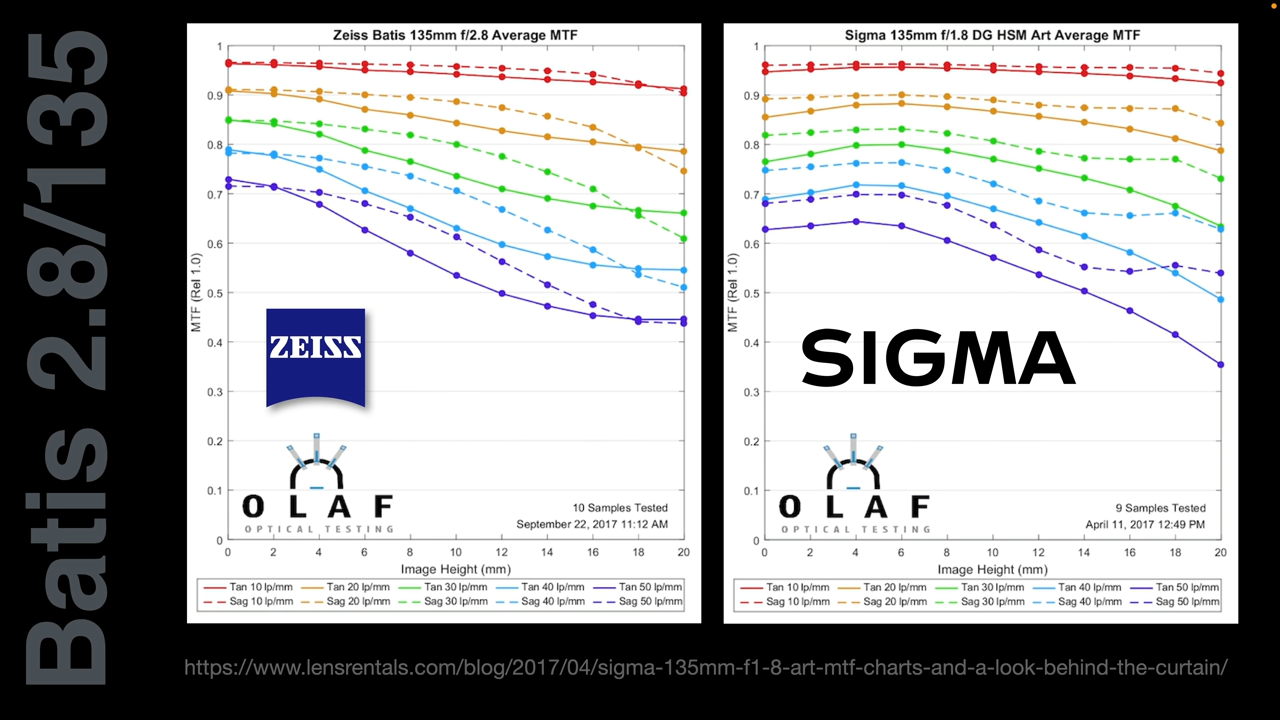 Batis 2.8/135
Zeiss Batis 135mm f/2.8 Average MTF
1
0.9
0.8
0.7
0.6
0.5
0.4
0.3
0.2
0.1
0
MTF (Rel 1.0)
ZEISS
OLAF
OPTICAL TESTING
10 Samples Tested
September 22, 2017 11:12 AM
0 2 4 6 8 10 12 14 16 18 20
Image Height (mm)
Tan 10 lp/mm Tan 20 lp/mm Tan 30 lp/mm Tan 40 lp/mm Tan 50 lp/mm
Sag 10 lp/mm Sag 20 lp/mm Sag 30 lp/mm Sag 40 lp/mm Sag 50 lp/mm
Sigma 135mm f/1.8 DG HSM Art Average MTF
1
0.9
0.8
0.7
0.6
0.5
0.4
0.3
0.2
0.1
0
MTF (Rel 1.0)
SIGMA
OLAF
OPTICAL TESTING
9 Samples Tested
April 11, 2017 12:49 PM
0 2 4 6 8 10 12 14 16 18 20
Image Height (mm)
Tan 10 lp/mm Tan 20 lp/mm Tan 30 lp/mm Tan 40 lp/mm Tan 50 lp/mm
Sag 10 lp/mm Sag 20 lp/mm Sag 30 lp/mm Sag 40 lp/mm Sag 50 lp/mm
https://www.lensrentals.com/blog/2017/04/sigma-135mm-f1-8-art-mtf-charts-and-a-look-behind-the-curtain/